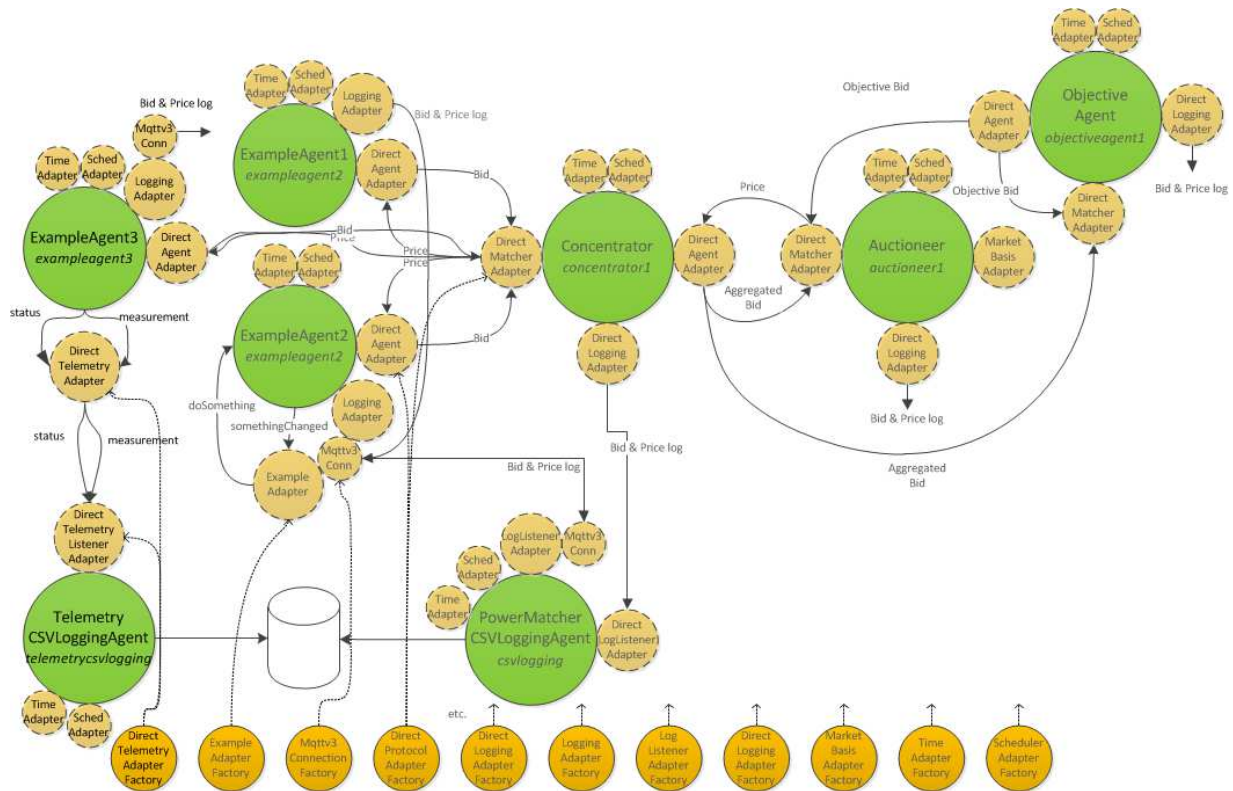 Time
Adapter
Sched
Adapter
Objective
Agent
objectiveagent1
Direct
Agent
Adapter
Direct
Logging
Adapter
Bid & Price log
Direct
Matcher
Adapter
Objective Bid
Objective Bid
Time
Adapter
Sched
Adapter
Logging
Adapter
Bid & Price log
ExampleAgent1
exampleagent2
Direct
Agent
Adapter
Bid
Bid & Price log
Mqttv3
Conn
Time
Adapter
Sched
Adapter
Logging
Adapter
ExampleAgent3
exampleagent3
Direct
Agent
Adapter
Bid
Price
Price
Price
Time
Adapter
Sched
Adapter
ExampleAgent2
exampleagent2
Direct
Agent
Adapter
Bid
Logging
Adapter
Mqttv3
Conn
Example
Adapter
doSomething
somethingChanged
Direct
Matcher
Adapter
Time
Adapter
Sched
Adapter
Concentrator
concentrator1
Direct
Agent
Adapter
Direct
Logging
Adapter
Bid & Price log
Price
Aggregated
Bid
Direct
Matcher
Adapter
Time
Adapter
Sched
Adapter
Auctioneer
auctioneer1
Market
Basis
Adapter
Direct
Logging
Adapter
Bid & Price log
Aggregated
Bid
status
measurement
Direct
Telemetry
Adapter
status
measurement
Direct
Telemetry
Listener
Adapter
Telemetry
CSVLoggingAgent
telemetrycsvlogging
Time
Adapter
Sched
Adapter
Bid & Price log
LogListener
Adapter
Mqttv3
Conn
Sched
Adapter
Time
Adapter
PowerMatcher
CSVLoggingAgent
csvlogging
Direct
LogListener1
Adapter
etc.
Direct
Telemetry
Adapter
Factory
Example
Adapter
Factory
Mqttv3
Connection
Factory
Direct
Protocol
Adapter
Factory
Direct
Logging
Adapter
Factory
Logging
Adapter
Factory
Log
Listener
Adapter
Factory
Direct
Logging
Adapter
Factory
Market
Basis
Adapter
Factory
Time
Adapter
Factory
Scheduler
Adapter
Factory